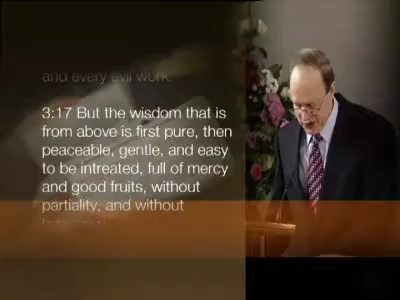 and every evil work.
3:17 But the wisdom that is
from above is first pure, then
peaceable, gentle, and easy
to be intreated, full of mercy
and good fruits, without
partiality, and without